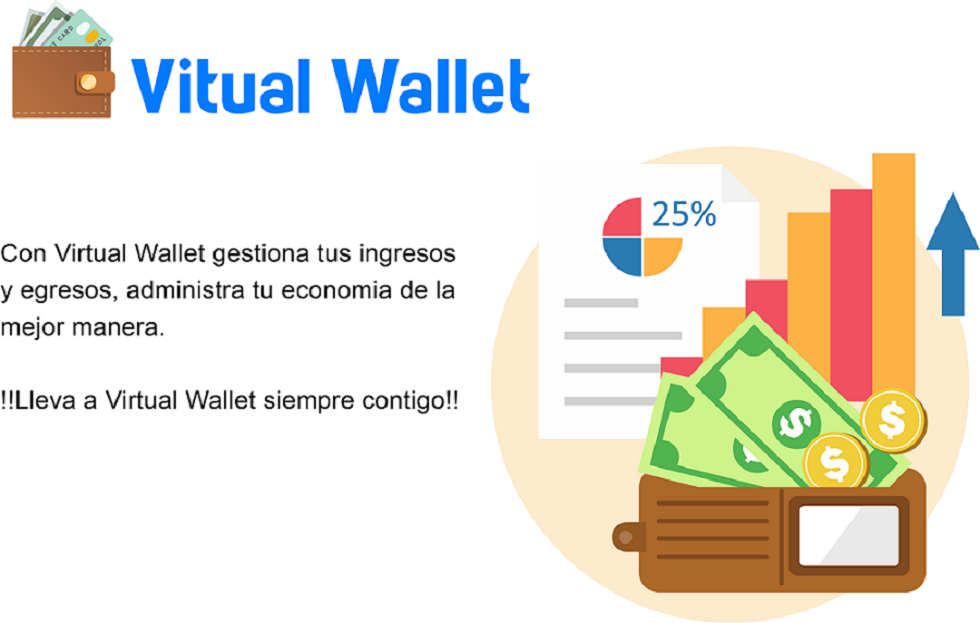 Vitual Wallet
Con Virtual Wallet gestiona tus ingresos
y egresos, administra tu economia de la
mejor manera.
!!Lleva a Virtual Wallet siempre contigo!!
25%
$
$
$